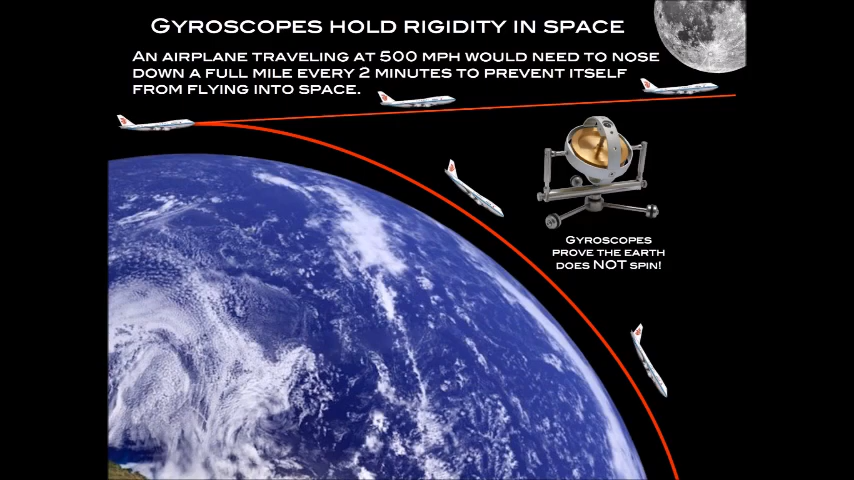 Gyroscopes hold rigidity in space
An airplane traveling at 500 mph would need to nose
down a full mile every 2 minutes to prevent itself
from flying into space.
Gyroscopes
prove the earth
does NOT spin!